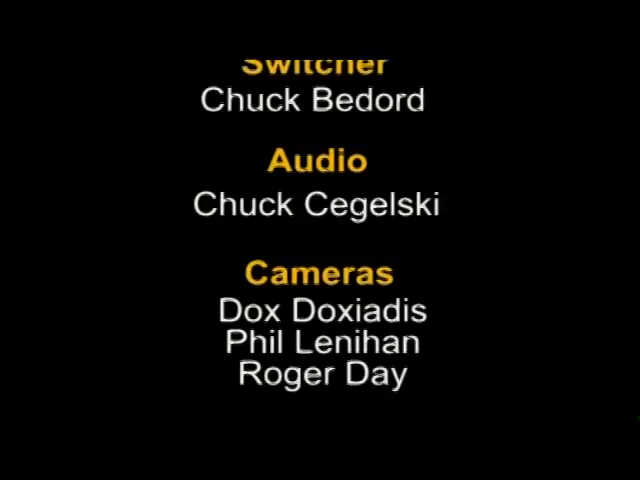 Switcher
Chuck Bedord
Audio
Chuck Cegelski
Cameras
Dox Doxiadis
Phil Lenihan
Roger Day